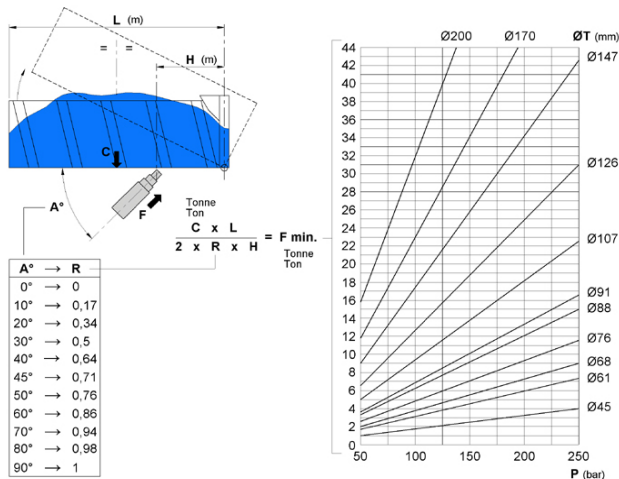 L (m)
= =
H (m)
C
A°
F
Tonne
Ton
C x L
2 x R x H
= F min.
Tonne
Ton
A° → R
0° → 0
10° → 0,17
20° → 0,34
30° → 0,5
40° → 0,64
45° → 0,71
50° → 0,76
60° → 0,86
70° → 0,94
80° → 0,98
90° → 1
Ø200
Ø170
ØT (mm)
Ø147
Ø126
Ø107
Ø91
Ø88
Ø76
Ø68
Ø61
Ø45
44
42
40
38
36
34
32
30
28
26
24
22
20
18
16
14
12
10
8
6
4
2
0
50 100 150 200 250
P (bar)